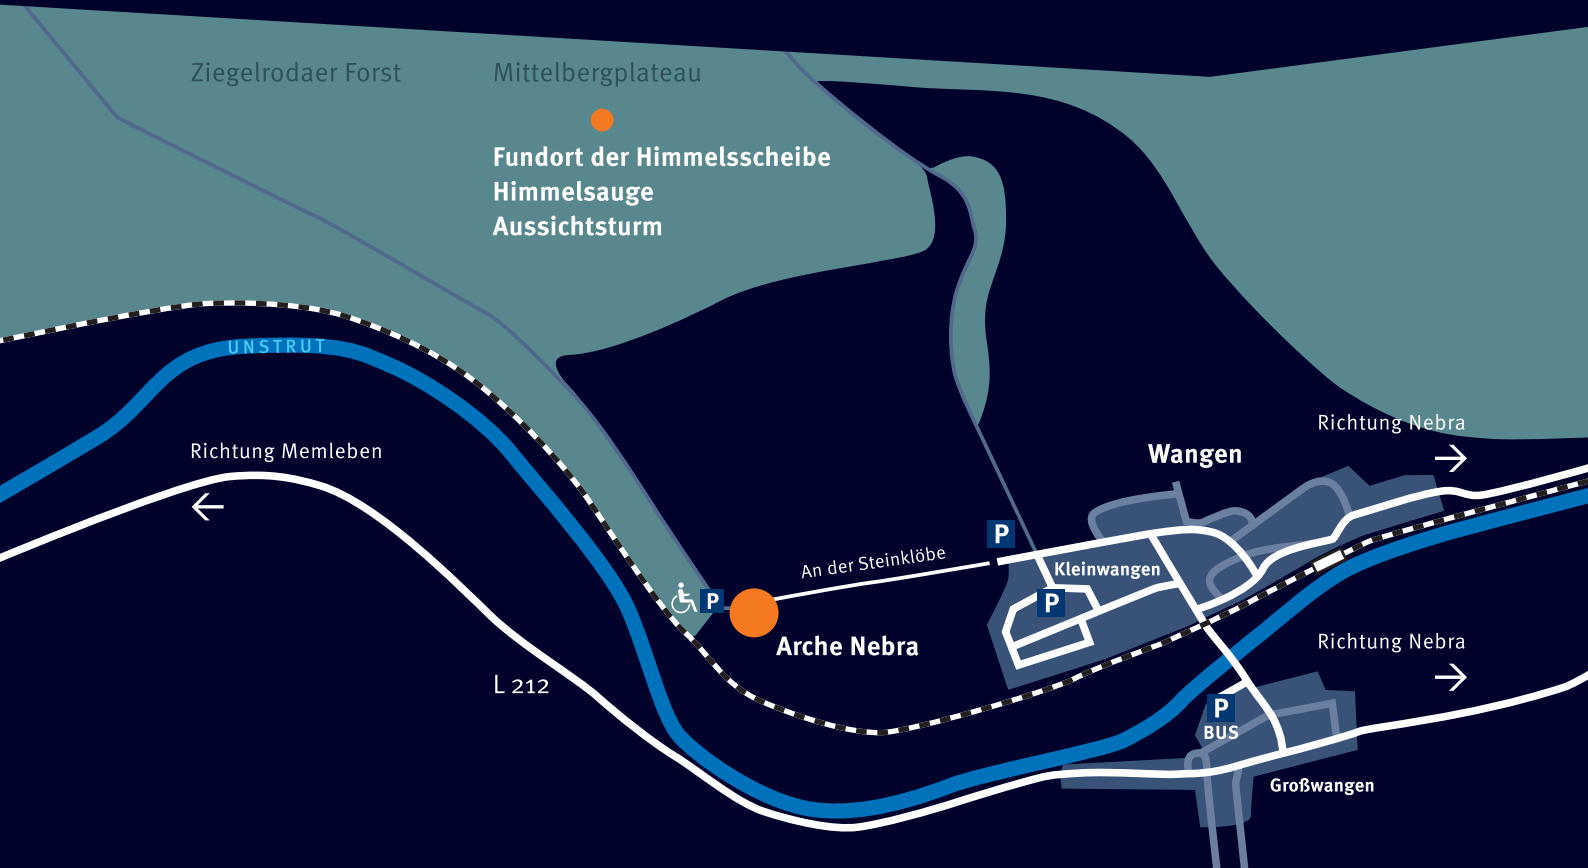 Ziegelrodaer Forst
Mittelbergplateau
Fundort der Himmelsscheibe
Himmelsauge
Aussichtsturm
UNSTRUT
Richtung Memleben
Richtung Nebra
Wangen
P
An der Steinklöbe
Kleinwangen
P
P
Arche Nebra
Richtung Nebra
L 212
P
BUS
Großwangen